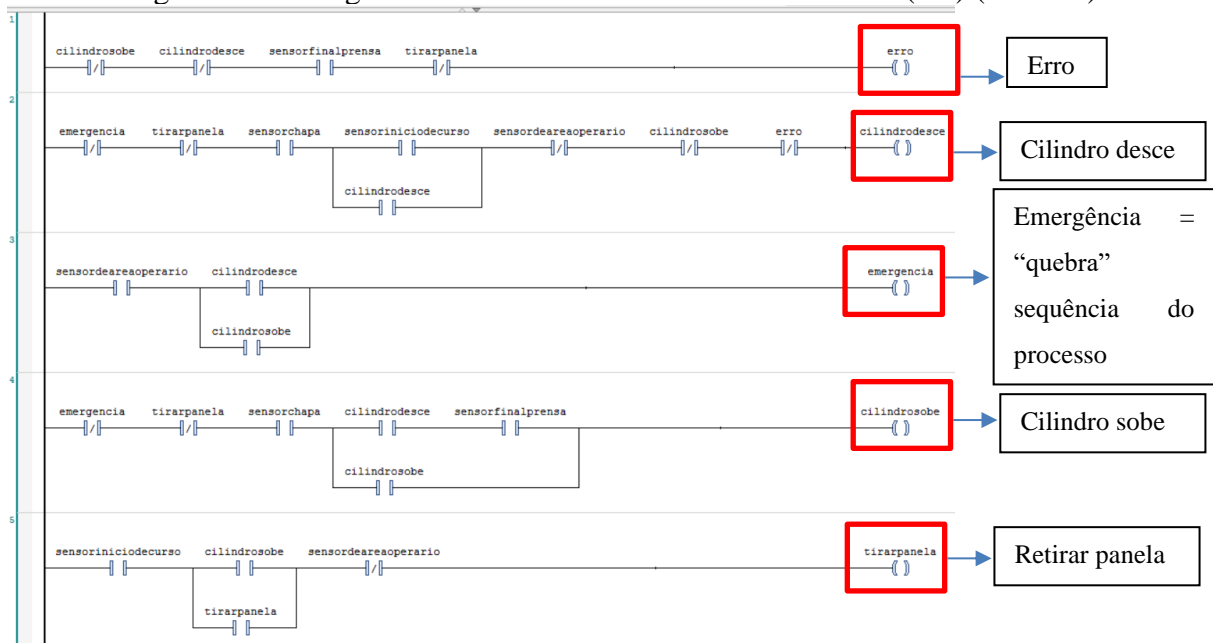 1
cilindrosobe cilindrodesce sensorfinalprensa tirarpanela erro
Erro
2
emergencia tirarpanela sensorchapa sensoriniciodecurso sensordeareaoperario cilindrosobe erro cilindrodesce
Cilindro desce
cilindrodesce
Emergência =
“quebra”
sequência do
processo
3
sensordeareaoperario cilindrodesce emergencia
cilindrosobe
4
emergencia tirarpanela sensorchapa cilindrodesce sensorfinalprensa cilindrosobe
Cilindro sobe
cilindrosobe
5
sensoriniciodecurso cilindrosobe sensordeareaoperario tirarpanela
Retirar panela
tirarpanela